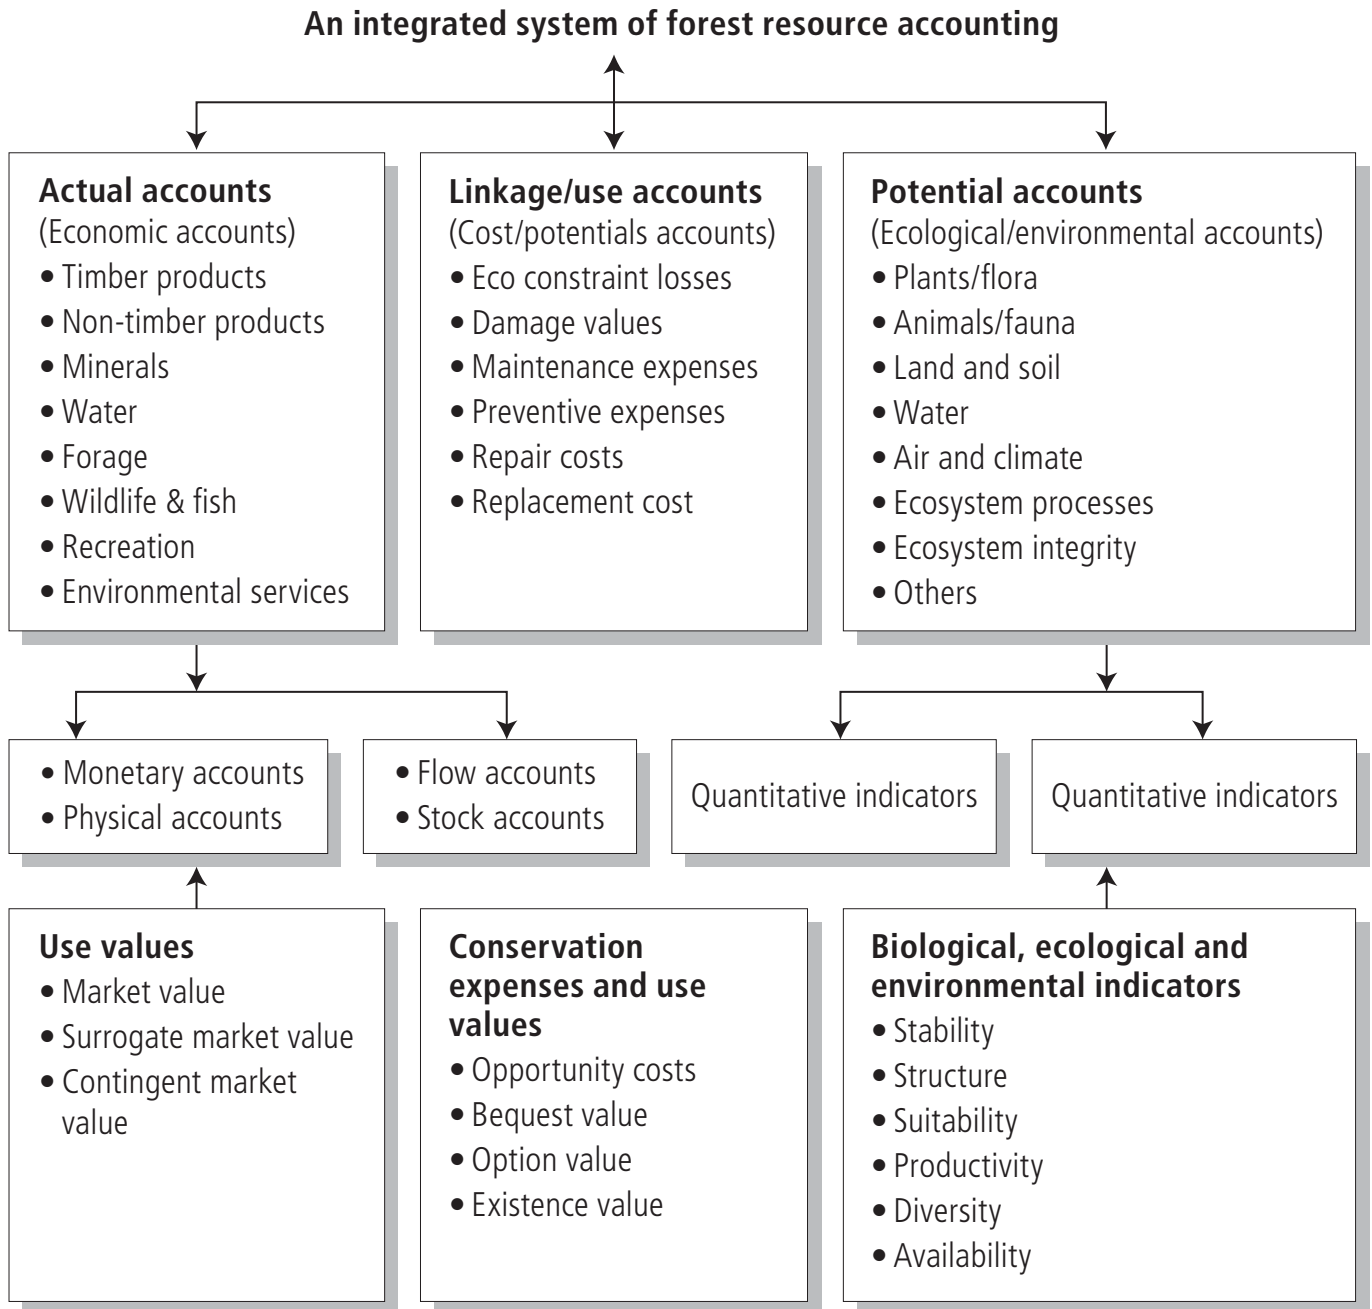 An integrated system of forest resource accounting
Actual accounts
(Economic accounts)
• Timber products
• Non-timber products
• Minerals
• Water
• Forage
• Wildlife & fish
• Recreation
• Environmental services
Linkage/use accounts
(Cost/potentials accounts)
• Eco constraint losses
• Damage values
• Maintenance expenses
• Preventive expenses
• Repair costs
• Replacement cost
Potential accounts
(Ecological/environmental accounts)
• Plants/flora
• Animals/fauna
• Land and soil
• Water
• Air and climate
• Ecosystem processes
• Ecosystem integrity
• Others
• Monetary accounts
• Physical accounts
• Flow accounts
• Stock accounts
Quantitative indicators
Quantitative indicators
Use values
• Market value
• Surrogate market value
• Contingent market
value
Conservation
expenses and use
values
• Opportunity costs
• Bequest value
• Option value
• Existence value
Biological, ecological and
environmental indicators
• Stability
• Structure
• Suitability
• Productivity
• Diversity
• Availability